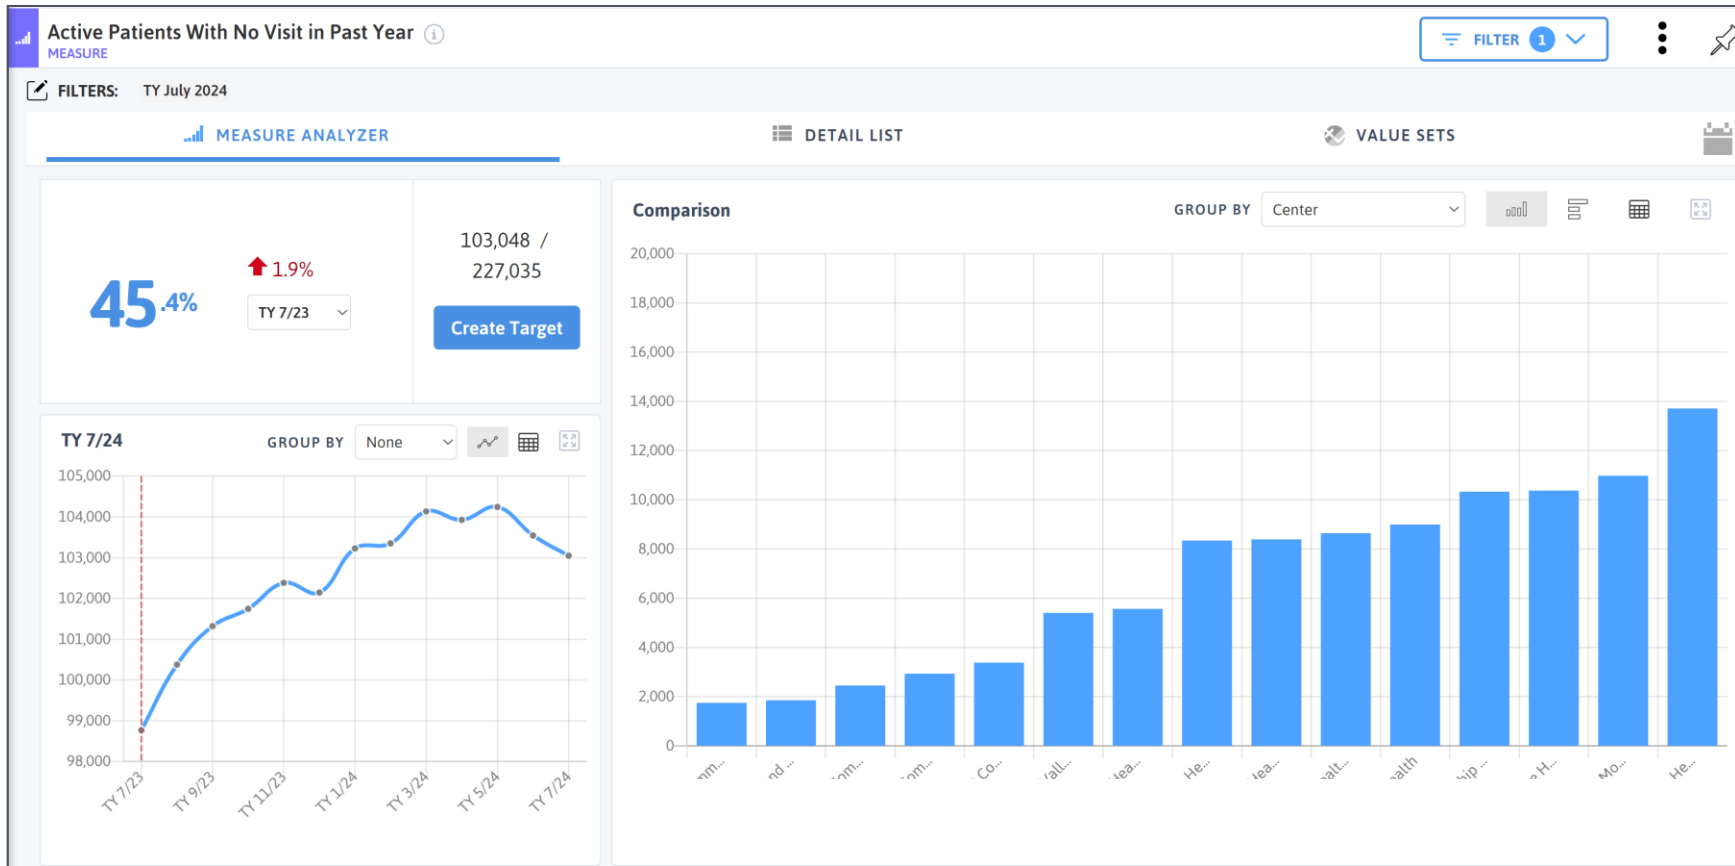 Active Patients With No Visit in Past Year
MEASURE
FILTER 1
FILTERS: TY July 2024
MEASURE ANALYZER
DETAIL LIST
VALUE SETS
45.4%
1.9%
TY 7/23
103,048 /
227,035
Create Target
TY 7/24
GROUP BY None
105,000
104,000
103,000
102,000
101,000
100,000
99,000
98,000
TY 7/23
TY 9/23
TY 11/23
TY 1/24
TY 3/24
TY 5/24
TY 7/24
Comparison
GROUP BY Center
20,000
18,000
16,000
14,000
12,000
10,000
8,000
6,000
4,000
2,000
0
He...
Mo...